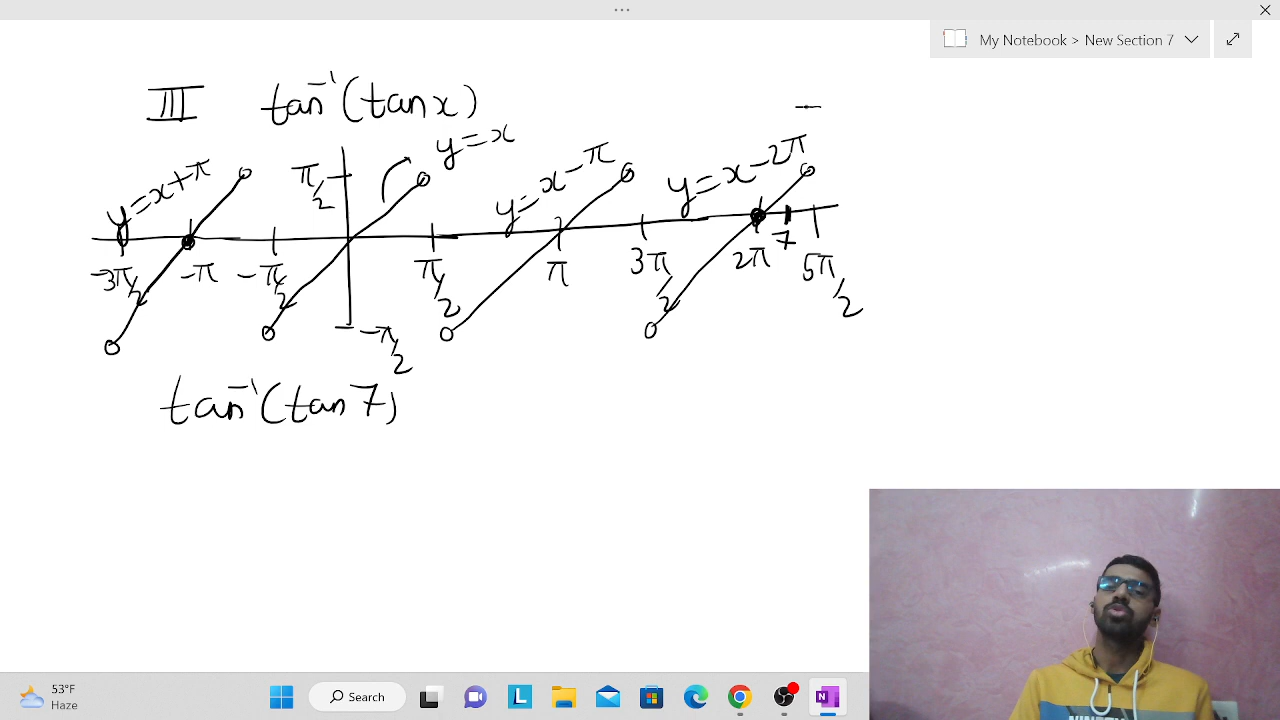 My Notebook > New Section 7
III tan⁻¹(tan x)
y=x+π
π/2
y=x
y=x-π
y=x-2π
-3π/2 -π -π/2 π/2 π 3π/2 2π 7 5π/2
-π/2
tan⁻¹(tan 7)
53°F
Haze
Search